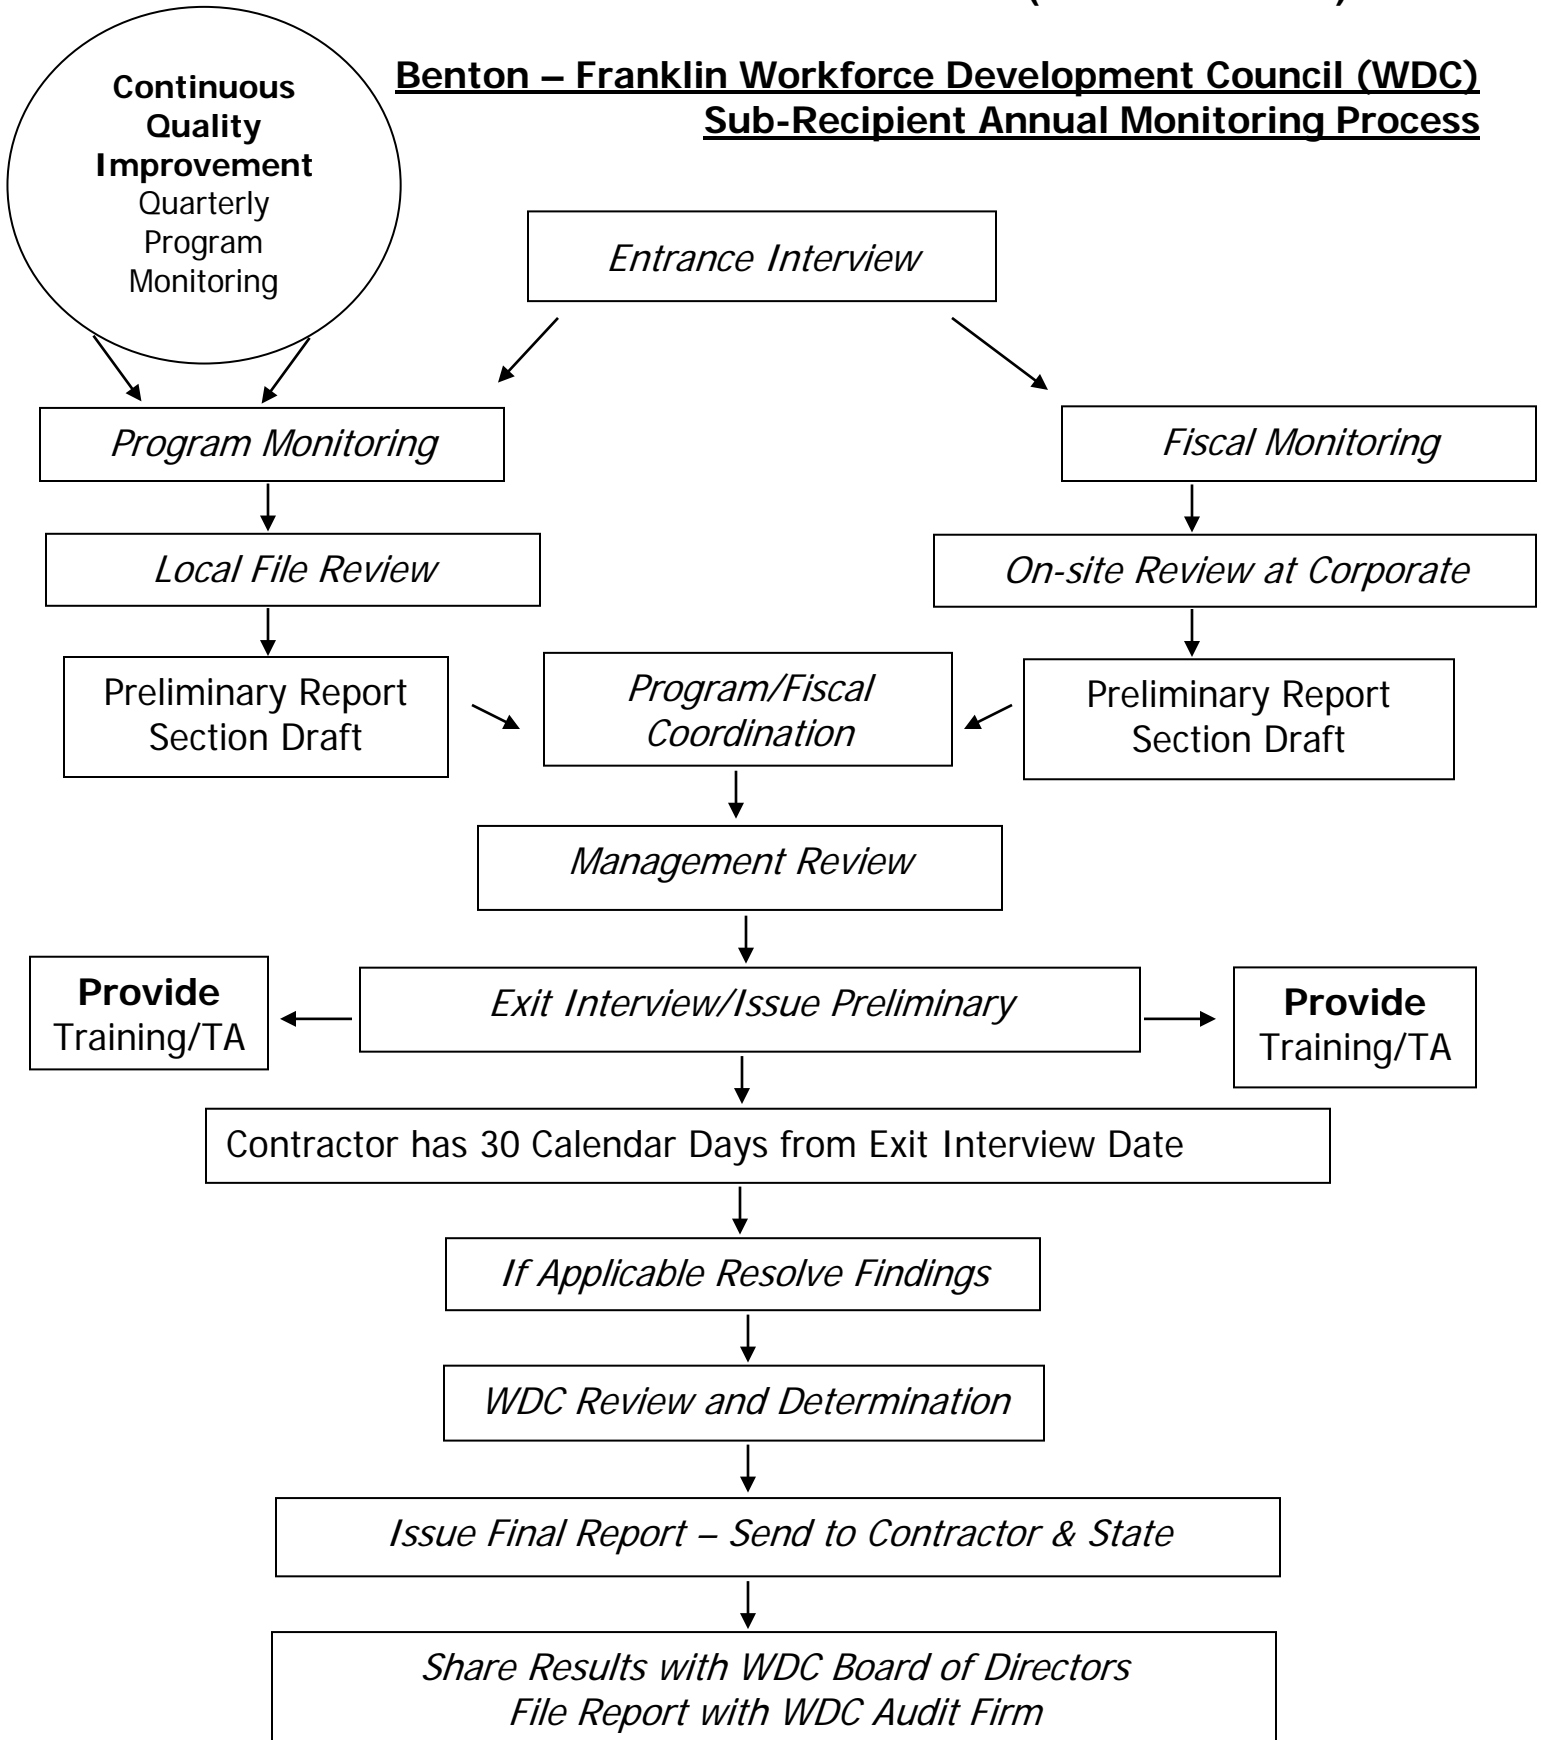 Benton – Franklin Workforce Development Council (WDC)
Sub-Recipient Annual Monitoring Process
Continuous
Quality
Improvement
Quarterly
Program
Monitoring
Entrance Interview
Program Monitoring
Fiscal Monitoring
Local File Review
On-site Review at Corporate
Preliminary Report
Section Draft
Program/Fiscal
Coordination
Preliminary Report
Section Draft
Management Review
Provide
Training/TA
Exit Interview/Issue Preliminary
Provide
Training/TA
Contractor has 30 Calendar Days from Exit Interview Date
If Applicable Resolve Findings
WDC Review and Determination
Issue Final Report – Send to Contractor & State
Share Results with WDC Board of Directors
File Report with WDC Audit Firm